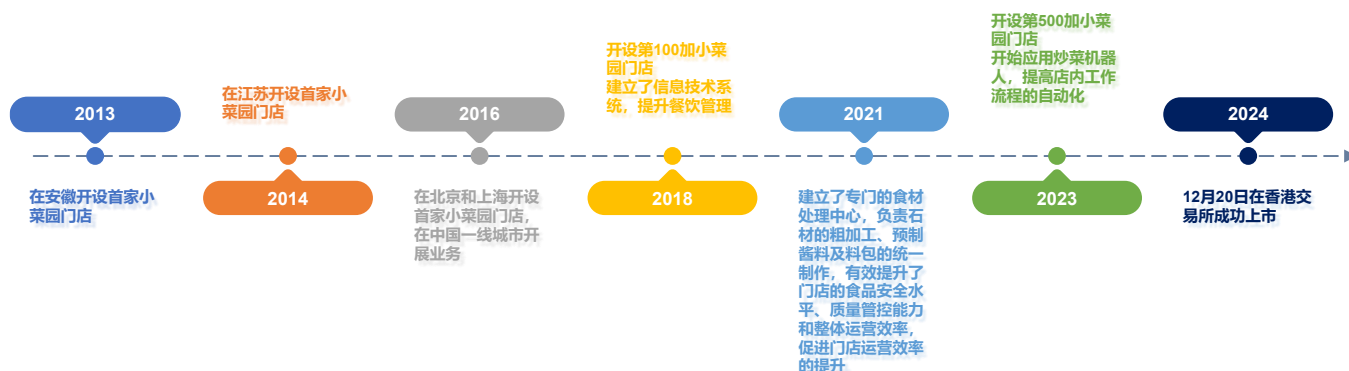 2013
在安徽开设首家小
菜园门店
在江苏开设首家小
菜园门店
2014
2016
在北京和上海开设
首家小菜园门店，
在中国一线城市开
展业务
开设第100加小菜
园门店
建立了信息技术系
统，提升餐饮管理
2018
2021
建立了专门的食材
处理中心，负责石
材的粗加工、预制
酱料及料包的统一
制作，有效提升了
门店的食品安全水
平、质量管控能力
和整体运营效率，
促进门店运营效率
的提升
开设第500加小菜
园门店
开始应用炒菜机器
人，提高店内工作
流程的自动化
2023
2024
12月20日在香港交
易所成功上市